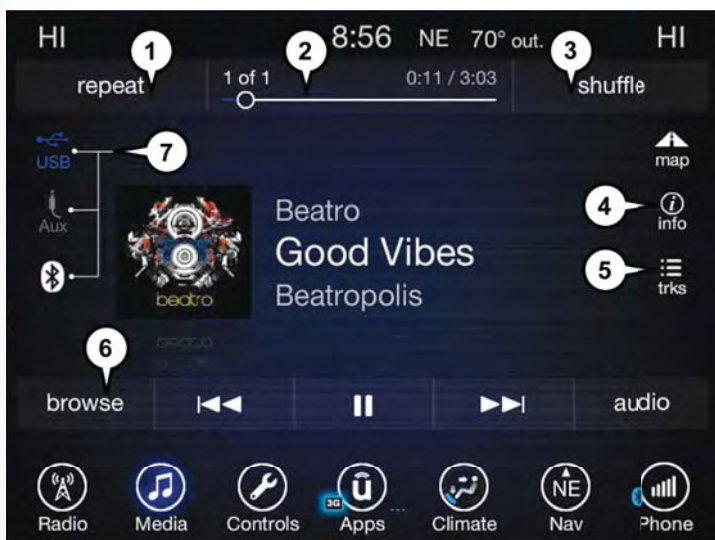 HI 8:56 NE 70° out. HI
1 2 3
repeat 1 of 1 0:11 / 3:03 shuffle
USB 7 map
Aux 4 info
Beatro
Good Vibes
5 trks
beatro Beatropolis
6
browse audio
3G û ... NE
Radio Media Controls Apps Climate Nav Phone